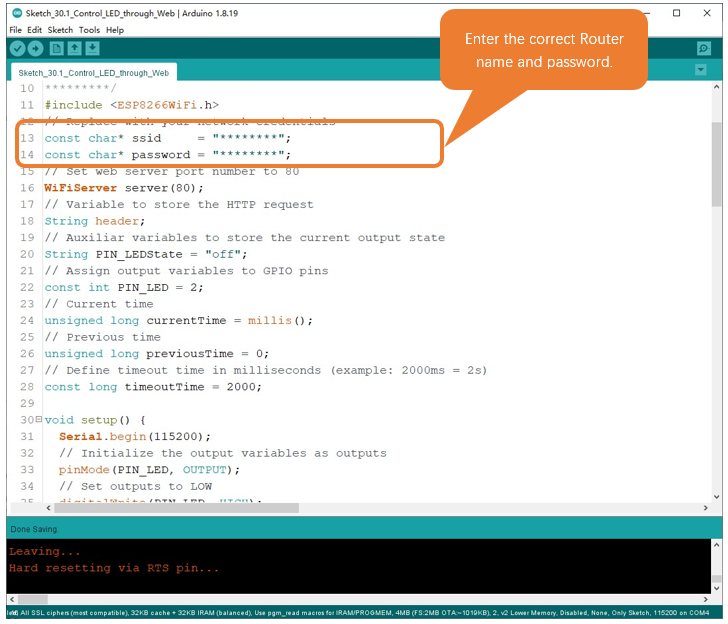 Sketch_30.1_Control_LED_through_Web | Arduino 1.8.19
File Edit Sketch Tools Help
Enter the correct Router
name and password.
Sketch_30.1_Control_LED_through_Web
10 *********/
11 #include <ESP8266WiFi.h>
12 // Replace with your network credentials
13 const char* ssid     = "********";
14 const char* password = "********";
15 // Set web server port number to 80
16 WiFiServer server(80);
17 // Variable to store the HTTP request
18 String header;
19 // Auxiliar variables to store the current output state
20 String PIN_LEDState = "off";
21 // Assign output variables to GPIO pins
22 const int PIN_LED = 2;
23 // Current time
24 unsigned long currentTime = millis();
25 // Previous time
26 unsigned long previousTime = 0;
27 // Define timeout time in milliseconds (example: 2000ms = 2s)
28 const long timeoutTime = 2000;
29
30 void setup() {
31   Serial.begin(115200);
32   // Initialize the output variables as outputs
33   pinMode(PIN_LED, OUTPUT);
34   // Set outputs to LOW
35   digitalWrite(PIN_LED, HIGH);
Done Saving.
Leaving...
Hard resetting via RTS pin...
All SSL ciphers (most compatible), 32KB cache + 32KB IRAM (balanced), Use pgm_read macros for IRAM/PROGMEM, 4MB (FS:2MB OTA:~1019KB), 2, v2 Lower Memory, Disabled, None, Only Sketch, 115200 on COM4